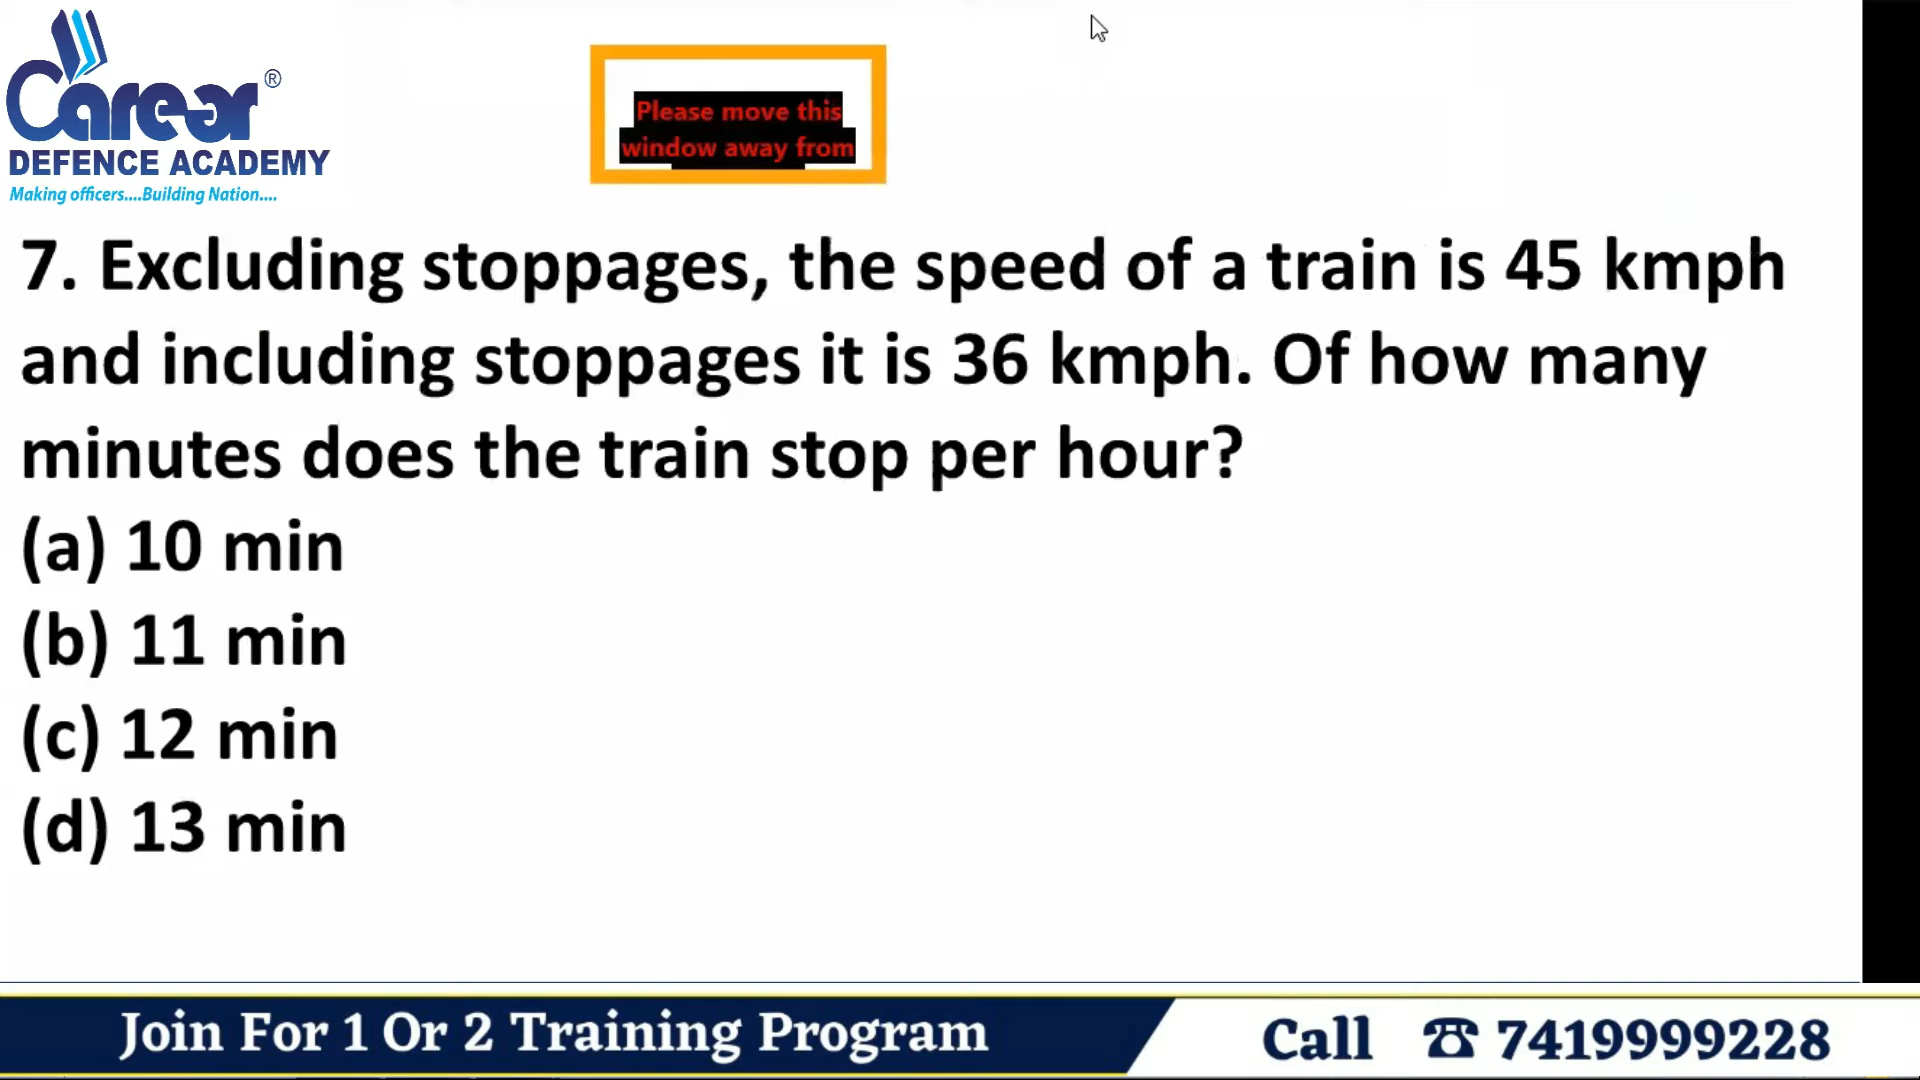 Career®
DEFENCE ACADEMY
Making officers....Building Nation....
Please move this
window away from
7. Excluding stoppages, the speed of a train is 45 kmph
and including stoppages it is 36 kmph. Of how many
minutes does the train stop per hour?
(a) 10 min
(b) 11 min
(c) 12 min
(d) 13 min
Join For 1 Or 2 Training Program
Call ☎ 7419999228